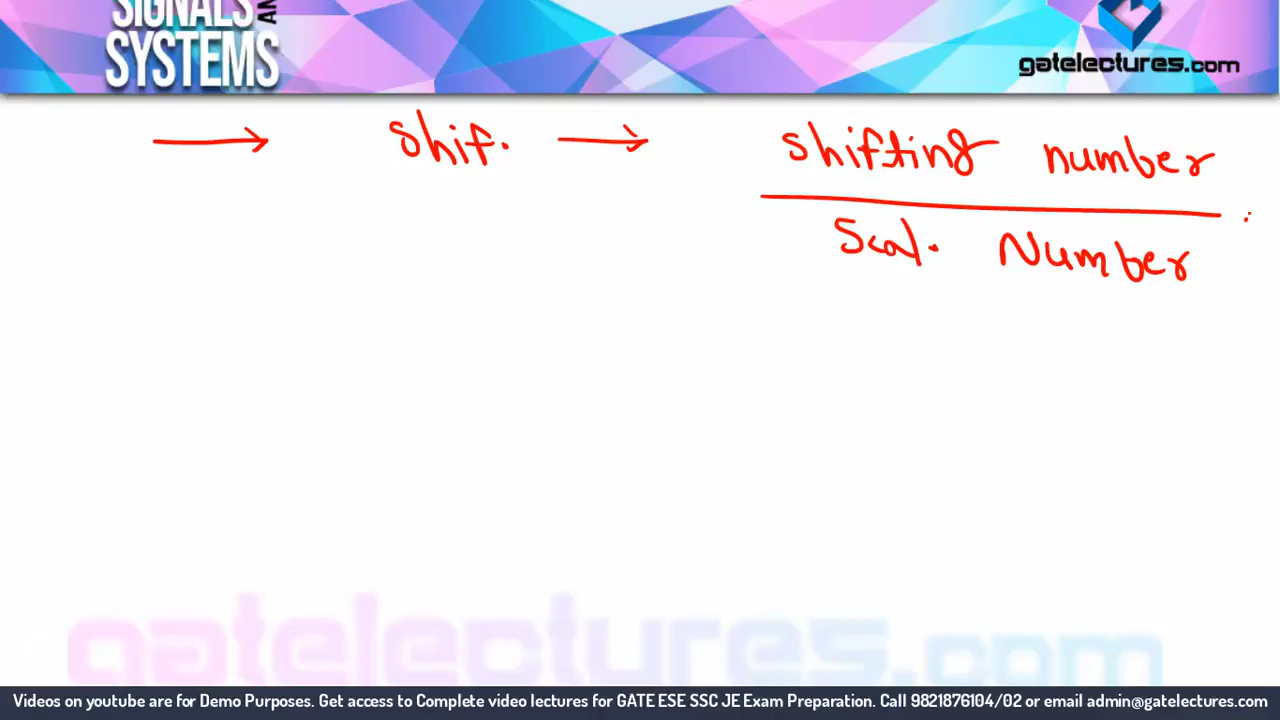 SIGNALS AND
SYSTEMS
gatelectures.com
→ Shif. → Shifting number
Scal. Number
gatelectures.com
Videos on youtube are for Demo Purposes. Get access to Complete video lectures for GATE ESE SSC JE Exam Preparation. Call 9821876104/02 or email admin@gatelectures.com